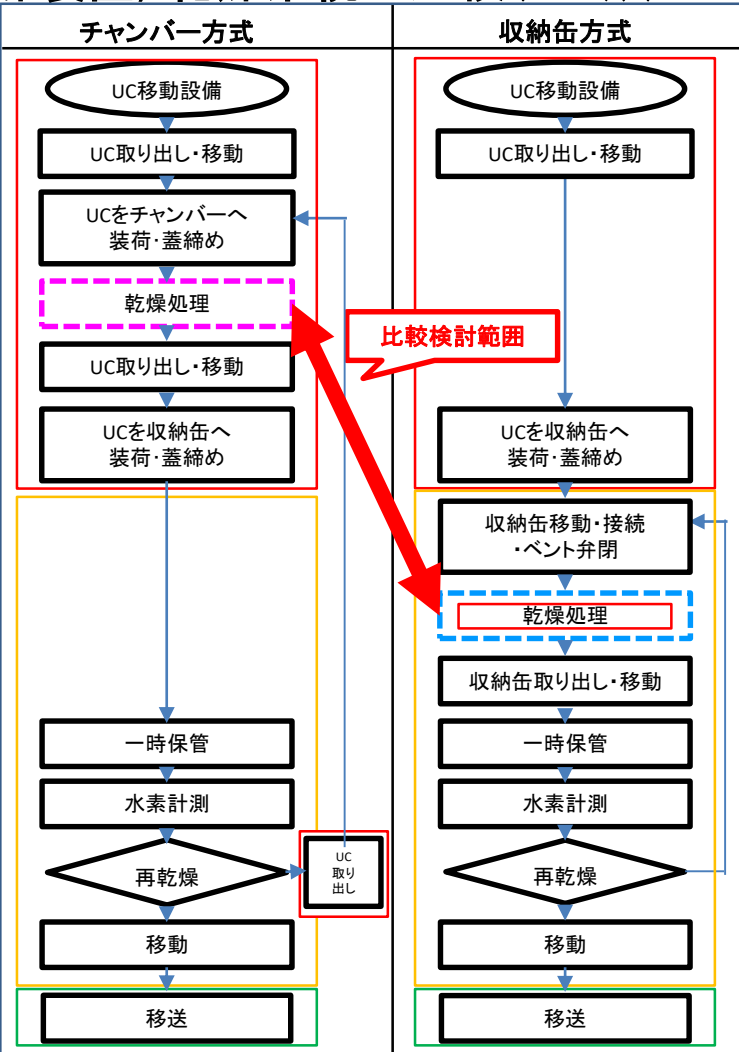 チャンバー方式
UC移動設備
UC取り出し・移動
UCをチャンバーへ
装荷・蓋締め
乾燥処理
UC取り出し・移動
UCを収納缶へ
装荷・蓋締め
一時保管
水素計測
再乾燥
UC
取り
出し
移動
移送
比較検討範囲
収納缶方式
UC移動設備
UC取り出し・移動
UCを収納缶へ
装荷・蓋締め
収納缶移動・接続
・ベント弁閉
乾燥処理
収納缶取り出し・移動
一時保管
水素計測
再乾燥
移動
移送